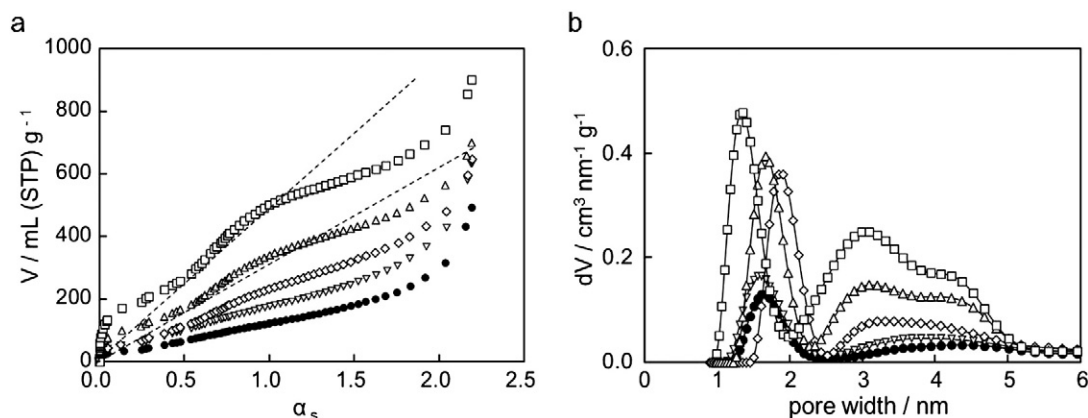 a
1000
800
600
400
200
0
V / mL (STP) g⁻¹
0.0 0.5 1.0 1.5 2.0 2.5
αₛ
b
0.6
0.4
0.2
0.0
dV / cm³ nm⁻¹ g⁻¹
0 1 2 3 4 5 6
pore width / nm